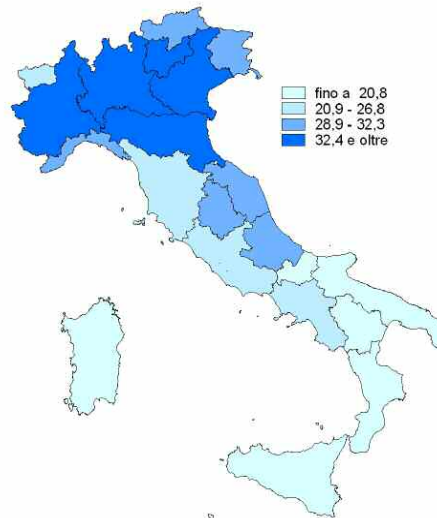 fino a 20,8
20,9 - 26,8
28,9 - 32,3
32,4 e oltre